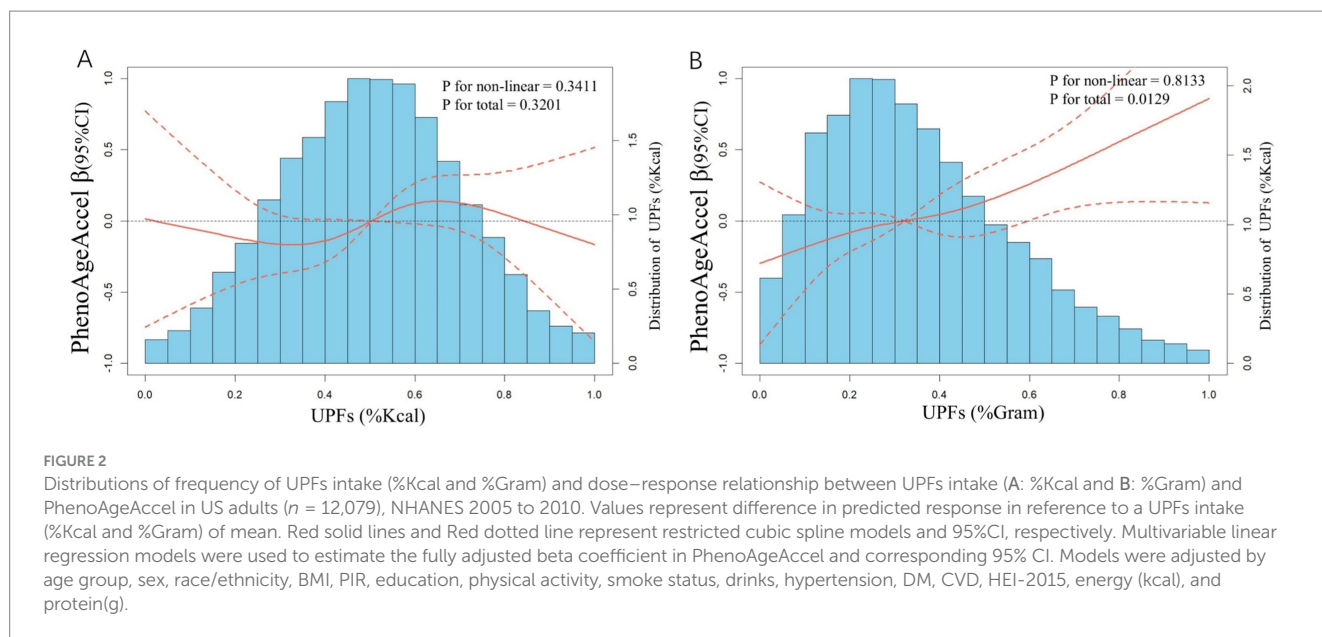 A
P for non-linear = 0.3411
P for total = 0.3201
PhenoAgeAccel β(95%CI)
1.0
0.5
0.0
-0.5
-1.0
1.5
1.0
0.5
0.0
Distribution of UPFs (%Kcal)
0.0 0.2 0.4 0.6 0.8 1.0
UPFs (%Kcal)
B
P for non-linear = 0.8133
P for total = 0.0129
PhenoAgeAccel β(95%CI)
1.0
0.5
0.0
-0.5
-1.0
2.0
1.5
1.0
0.5
0.0
Distribution of UPFs (%Kcal)
0.0 0.2 0.4 0.6 0.8 1.0
UPFs (%Gram)
FIGURE 2
Distributions of frequency of UPFs intake (%Kcal and %Gram) and dose–response relationship between UPFs intake (A: %Kcal and B: %Gram) and
PhenoAgeAccel in US adults (n = 12,079), NHANES 2005 to 2010. Values represent difference in predicted response in reference to a UPFs intake
(%Kcal and %Gram) of mean. Red solid lines and Red dotted line represent restricted cubic spline models and 95%CI, respectively. Multivariable linear
regression models were used to estimate the fully adjusted beta coefficient in PhenoAgeAccel and corresponding 95% CI. Models were adjusted by
age group, sex, race/ethnicity, BMI, PIR, education, physical activity, smoke status, drinks, hypertension, DM, CVD, HEI-2015, energy (kcal), and
protein(g).